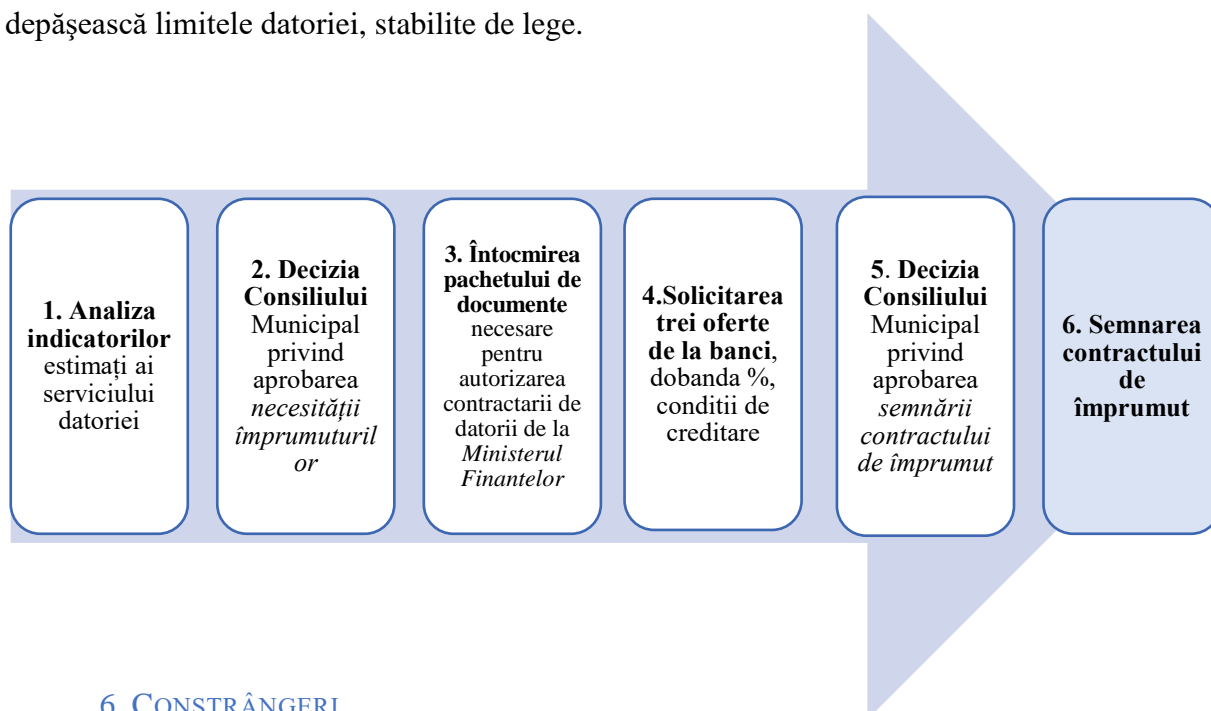 depăşească limitele datoriei, stabilite de lege.
1. Analiza
indicatorilor
estimați ai
serviciului
datoriei
2. Decizia
Consiliului
Municipal
privind
aprobarea
necesității
împrumuturil
or
3. Întocmirea
pachetului de
documente
necesare
pentru
autorizarea
contractarii de
datorii de la
Ministerul
Finantelor
4.Solicitarea
trei oferte
de la banci,
dobanda %,
conditii de
creditare
5. Decizia
Consiliului
Municipal
privind
aprobarea
semnării
contractului
de împrumut
6. Semnarea
contractului
de
împrumut
6. CONSTRÂNGERI